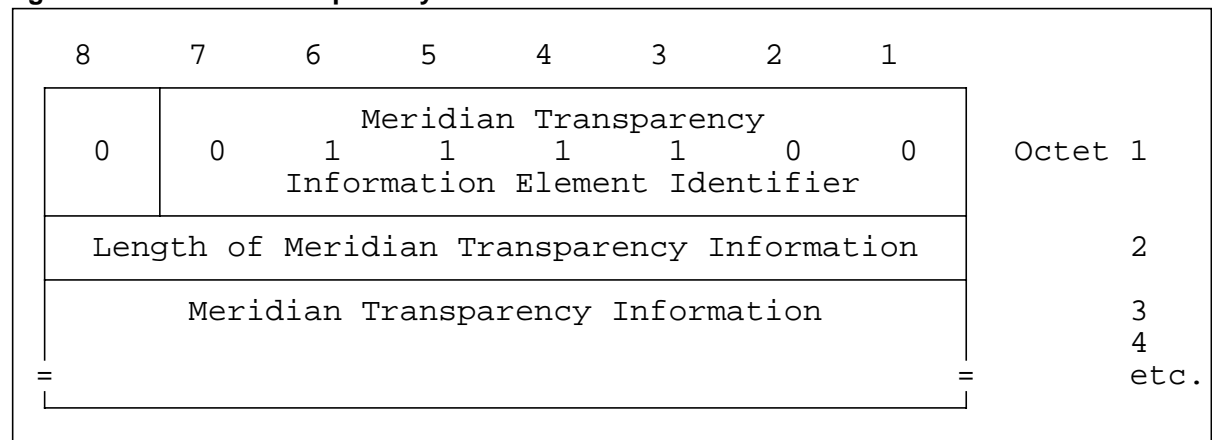 8 7 6 5 4 3 2 1
Meridian Transparency
0 0 1 1 1 1 0 0 Octet 1
Information Element Identifier
Length of Meridian Transparency Information 2
Meridian Transparency Information 3
4
= = etc.